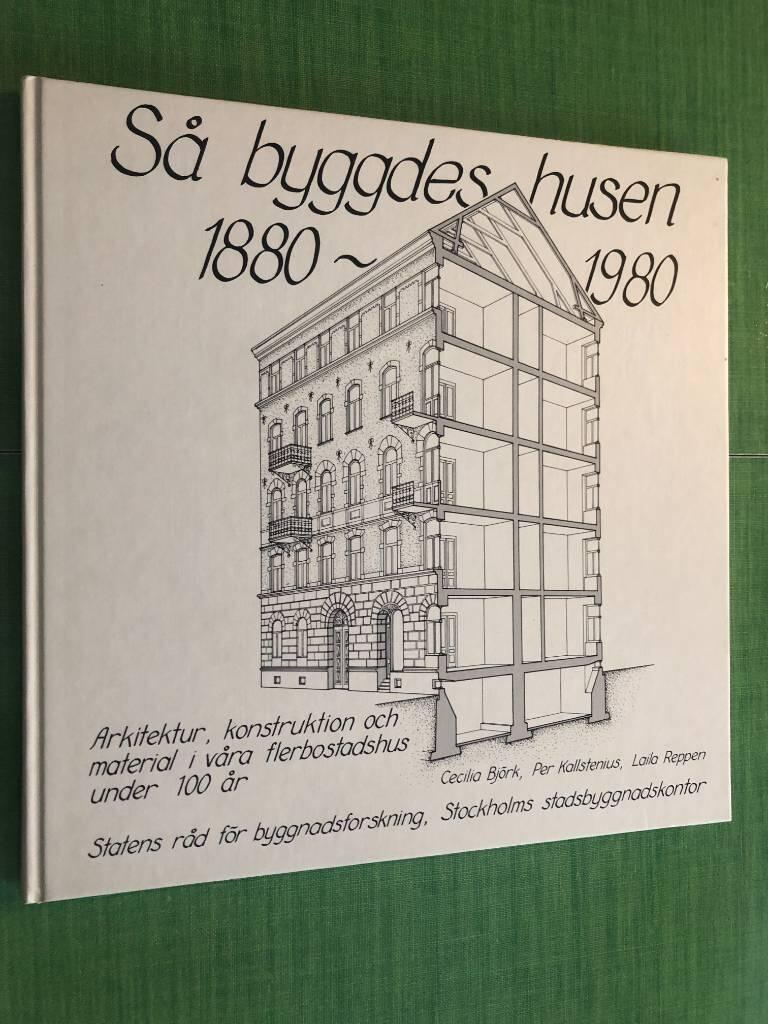 Så byggdes husen
1880~ 1980
Arkitektur, konstruktion och
material i våra flerbostadshus
under 100 år
Cecilia Björk, Per Kallstenius, Laila Reppen
Statens råd för byggnadsforskning, Stockholms stadsbyggnadskontor